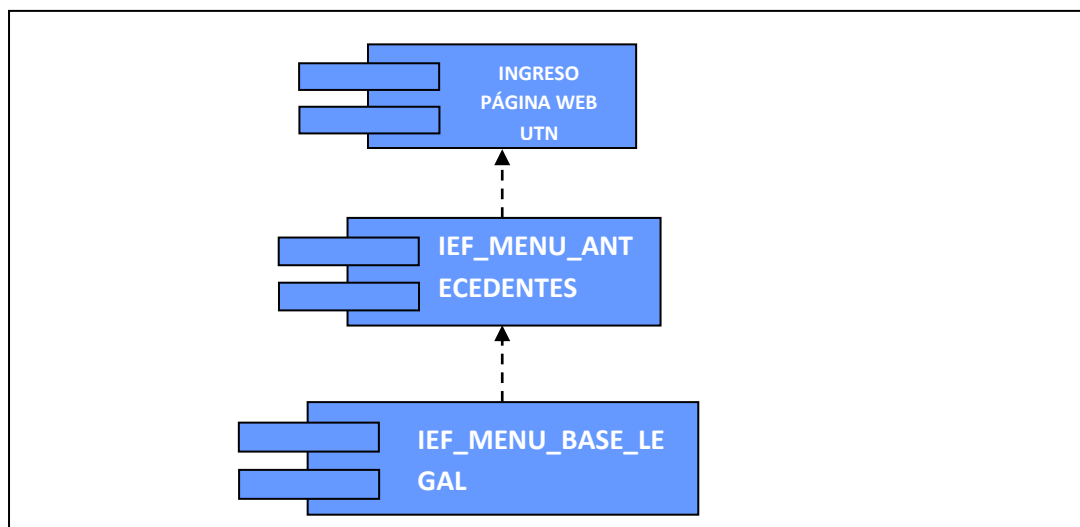 INGRESO
PÁGINA WEB
UTN
IEF_MENU_ANT
ECEDENTES
IEF_MENU_BASE_LE
GAL